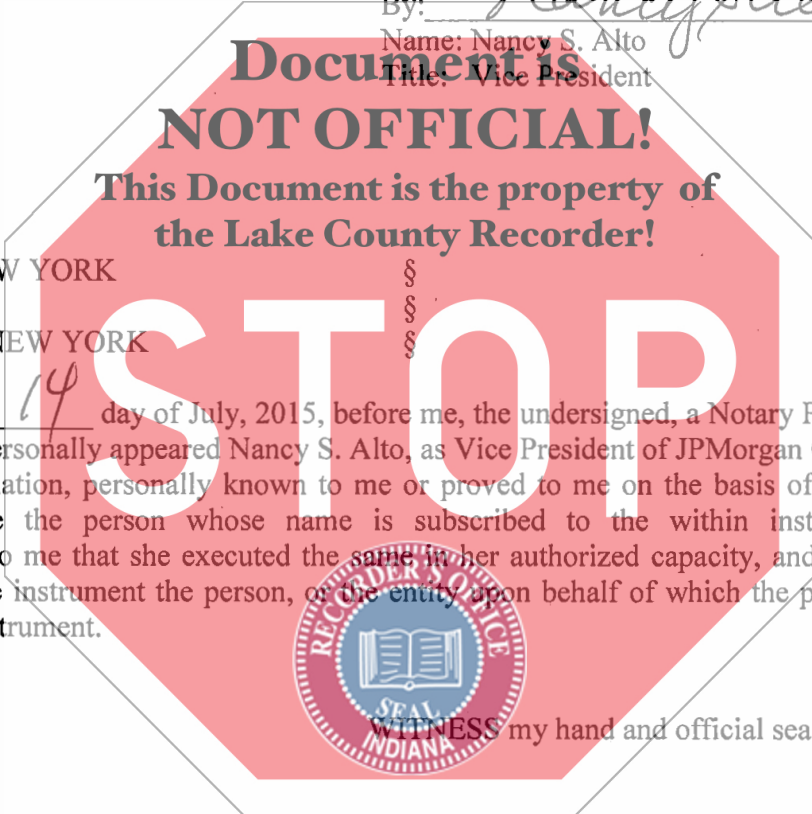 By:
Name: Nancy S. Alto
Title: Vice President
Document is
NOT OFFICIAL!
This Document is the property of
the Lake County Recorder!
W YORK §
§
NEW YORK §
STOP
14 day of July, 2015, before me, the undersigned, a Notary P
rsonally appeared Nancy S. Alto, as Vice President of JPMorgan
ation, personally known to me or proved to me on the basis of
e the person whose name is subscribed to the within inst
o me that she executed the same in her authorized capacity, and
e instrument the person, or the entity upon behalf of which the p
trument.
RECORDER'S OFFICE
SEAL
INDIANA
WITNESS my hand and official sea